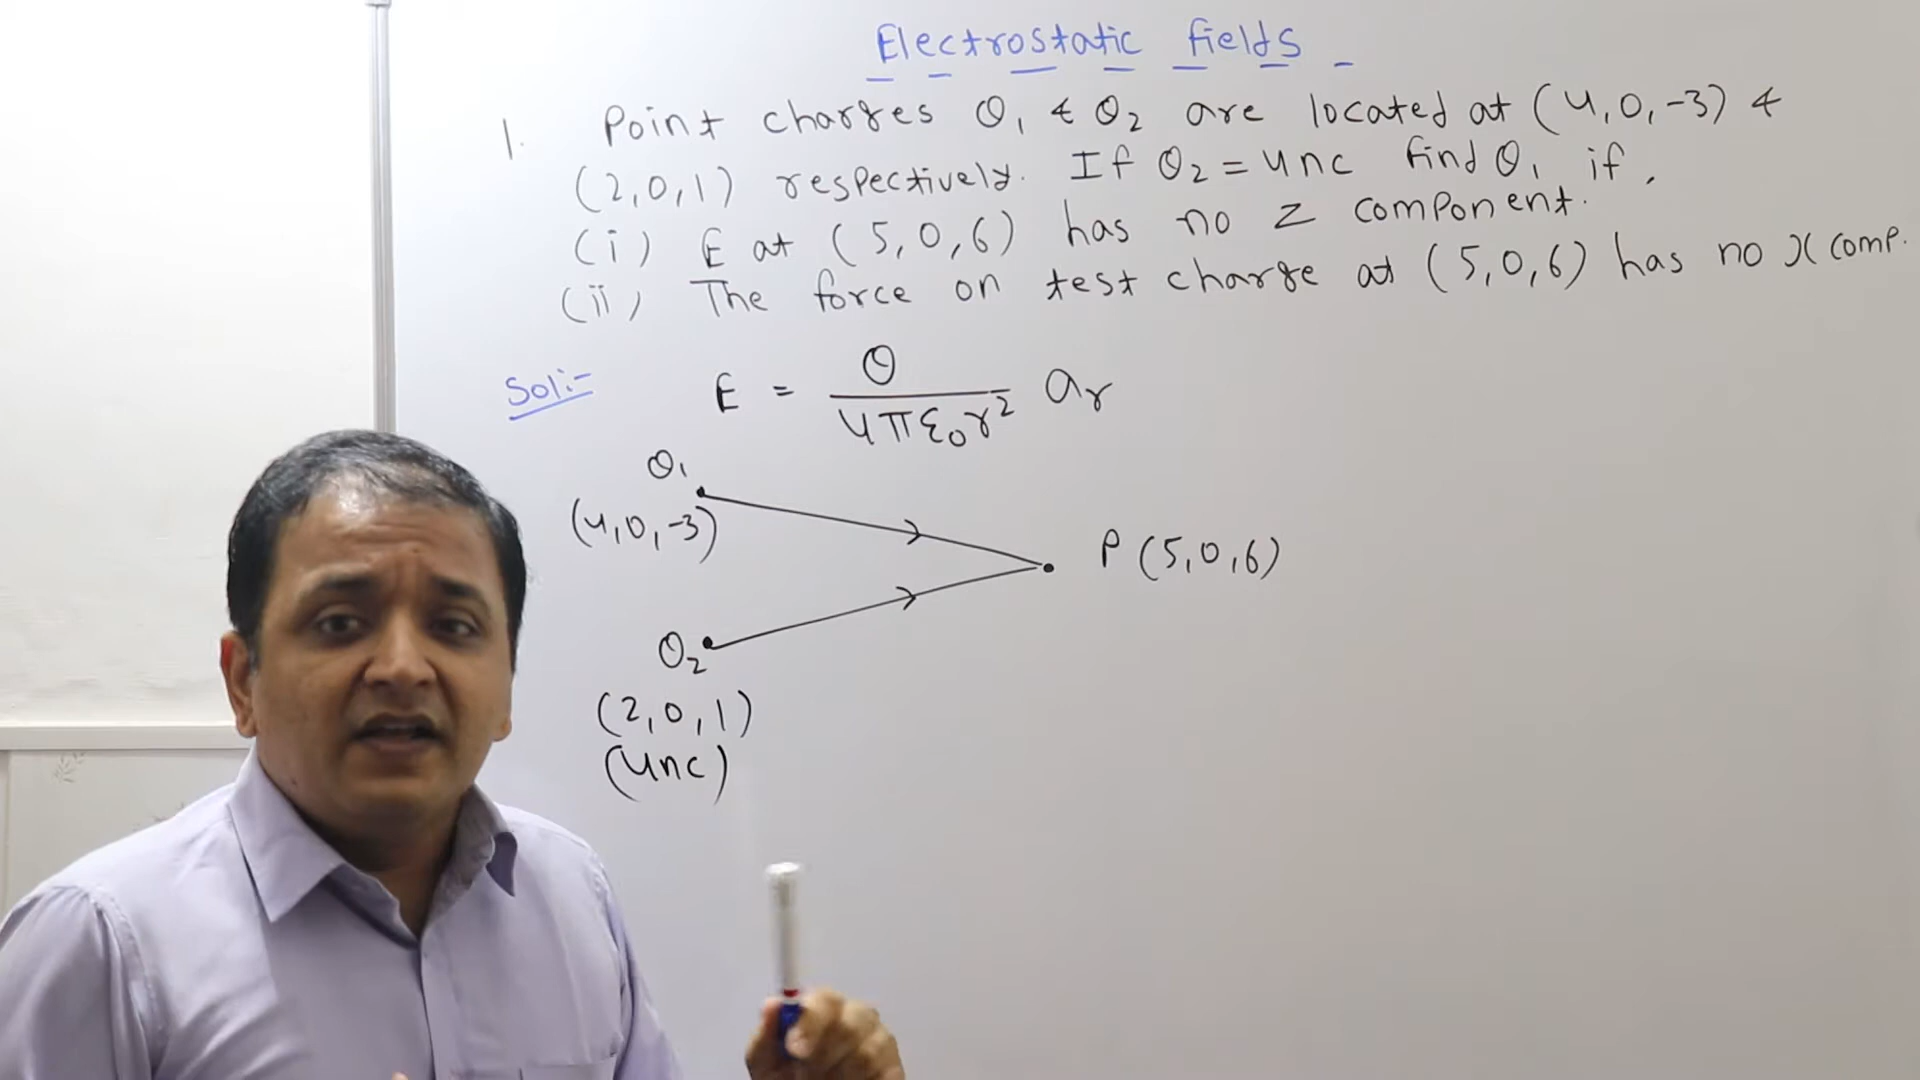 Electrostatic fields
1. Point charges Q₁ & Q₂ are located at (4,0,-3) &
(2,0,1) respectively. If Q₂ = 4nc find Q₁ if,
(i) E at (5,0,6) has no Z component.
(ii) The force on test charge at (5,0,6) has no x comp.
Sol:- E = Q / 4πε₀r² aᵣ
Q₁
(4,0,-3)
P (5,0,6)
Q₂
(2,0,1)
(4nc)